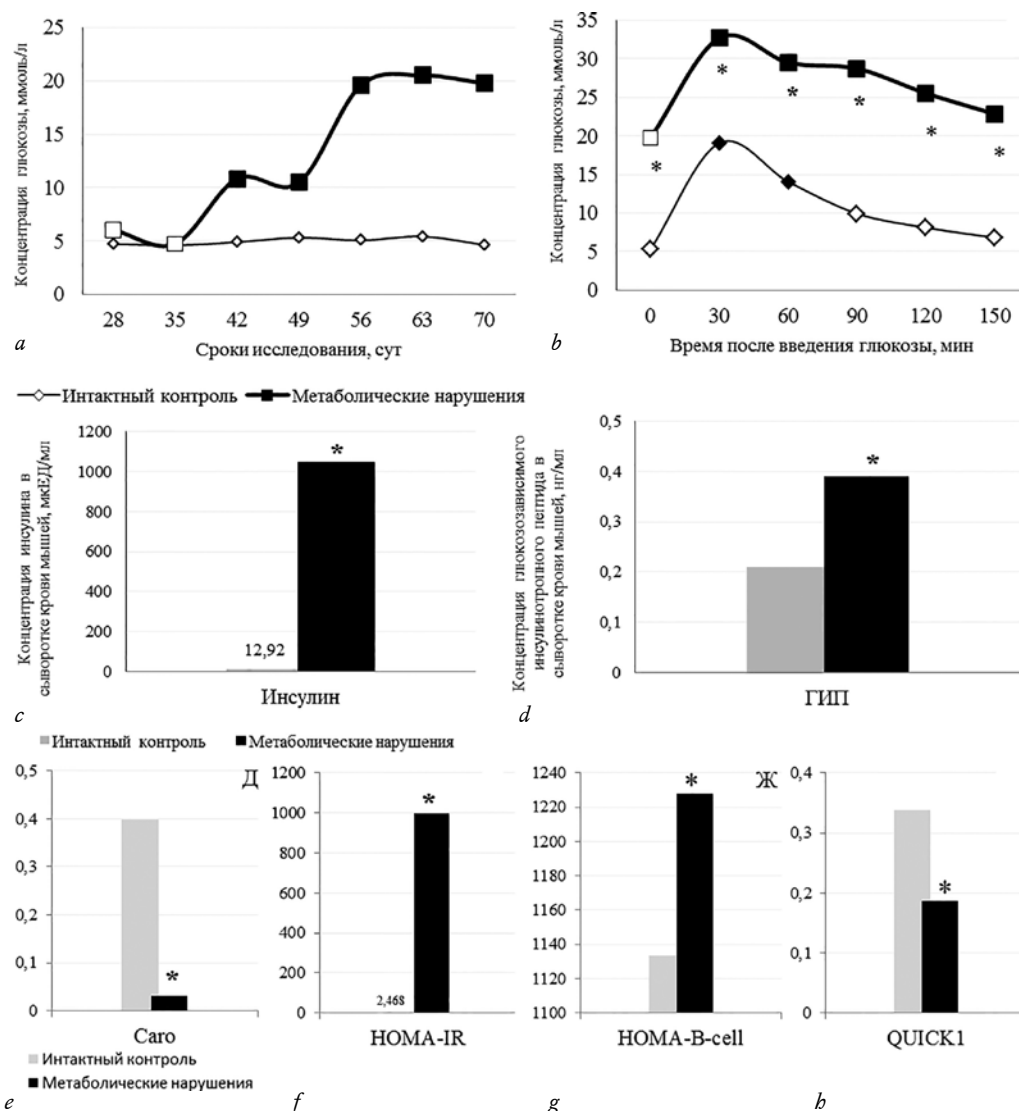 Концентрация глюкозы, ммоль/л
25
20
15
10
5
0
28 35 42 49 56 63 70
Сроки исследования, сут
a
Концентрация глюкозы, ммоль/л
35
30
25
20
15
10
5
0
* * * * * *
0 30 60 90 120 150
Время после введения глюкозы, мин
b
Интактный контроль Метаболические нарушения
Концентрация инсулина в
сыворотке крови мышей, мкЕД/мл
1200
1000
800
600
400
200
0
12,92
*
Инсулин
c
Концентрация глюкозозависимого
инсулинотропного пептида в
сыворотке крови мышей, нг/мл
0,5
0,4
0,3
0,2
0,1
0
*
ГИП
d
Интактный контроль Метаболические нарушения
0,5
0,4
0,3
0,2
0,1
0
Д
*
Caro
Интактный контроль
Метаболические нарушения
e
1200
1000
800
600
400
200
0
2,468
*
HOMA-IR
f
1240
1220
1200
1180
1160
1140
1120
1100
*
Ж
HOMA-B-cell
g
0,4
0,3
0,2
0,1
0
*
QUICK1
h